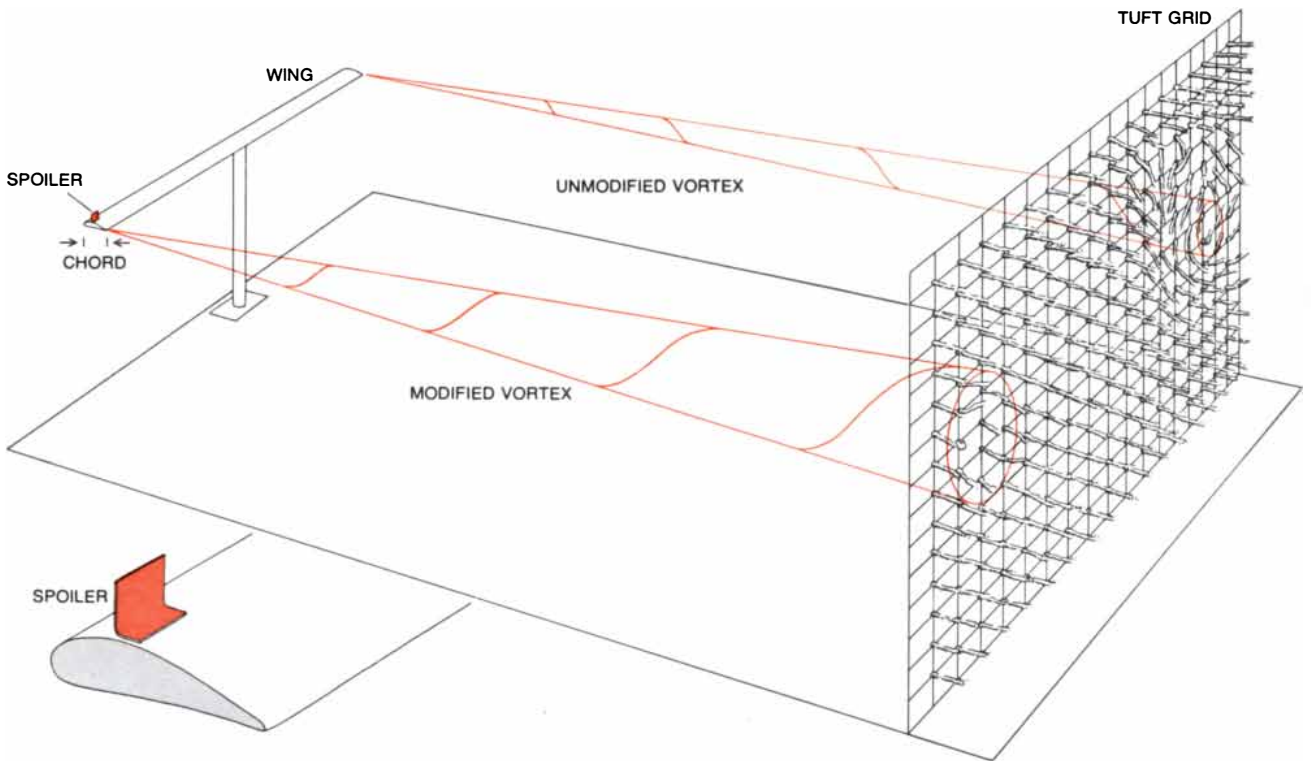 TUFT GRID
WING
SPOILER
UNMODIFIED VORTEX
CHORD
MODIFIED VORTEX
SPOILER